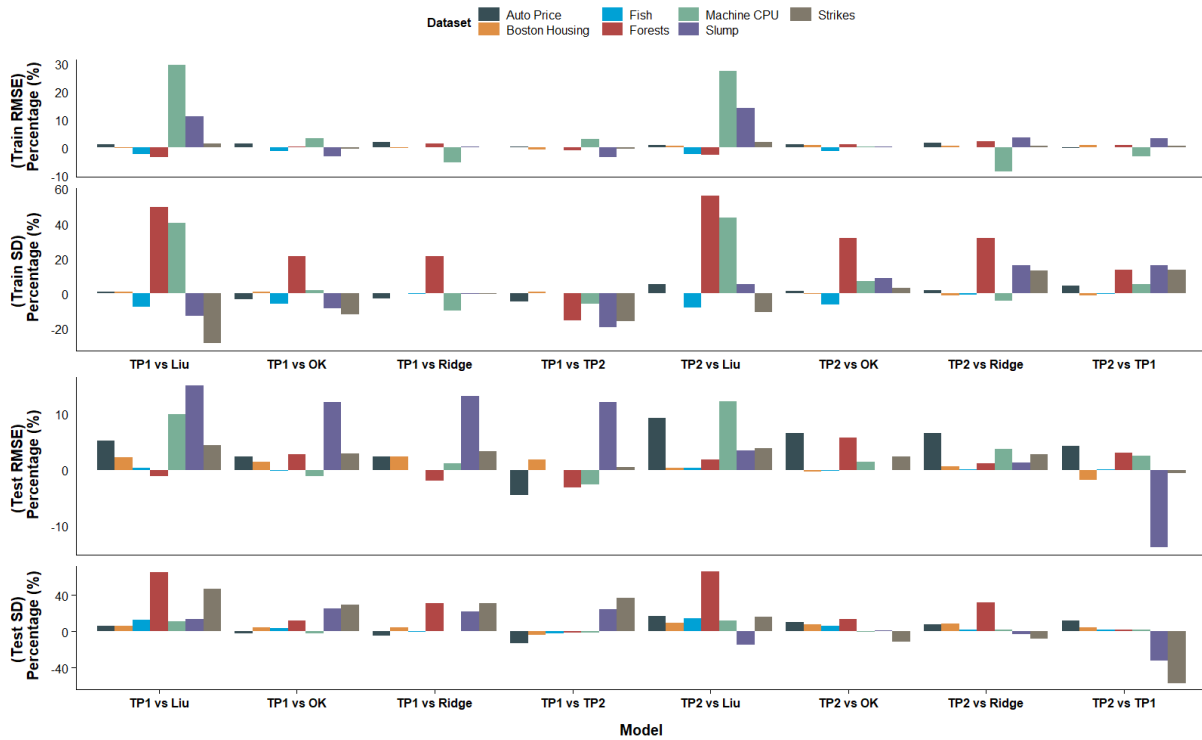 Dataset
Auto Price
Fish
Machine CPU
Strikes
Boston Housing
Forests
Slump
(Train RMSE)
Percentage (%)
30
20
10
0
-10
(Train SD)
Percentage (%)
60
40
20
0
-20
TP1 vs Liu TP1 vs OK TP1 vs Ridge TP1 vs TP2 TP2 vs Liu TP2 vs OK TP2 vs Ridge TP2 vs TP1
(Test RMSE)
Percentage (%)
10
0
-10
(Test SD)
Percentage (%)
40
0
-40
TP1 vs Liu TP1 vs OK TP1 vs Ridge TP1 vs TP2 TP2 vs Liu TP2 vs OK TP2 vs Ridge TP2 vs TP1
Model